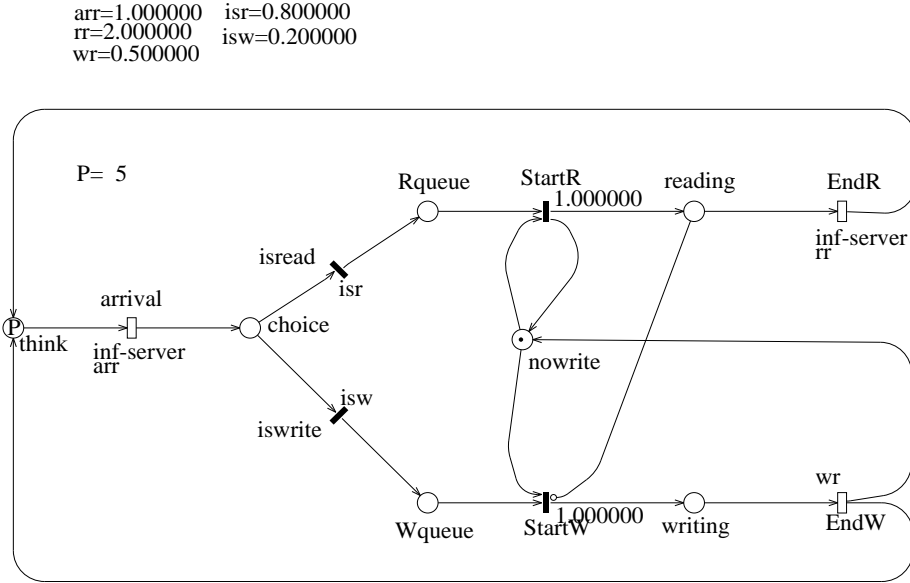 arr=1.000000 isr=0.800000
rr=2.000000 isw=0.200000
wr=0.500000
P= 5
Rqueue
StartR
1.000000
reading
EndR
inf-server
rr
isread
isr
arrival
P
think
choice
inf-server
arr
nowrite
isw
iswrite
wr
Wqueue
StartW
1.000000
writing
EndW